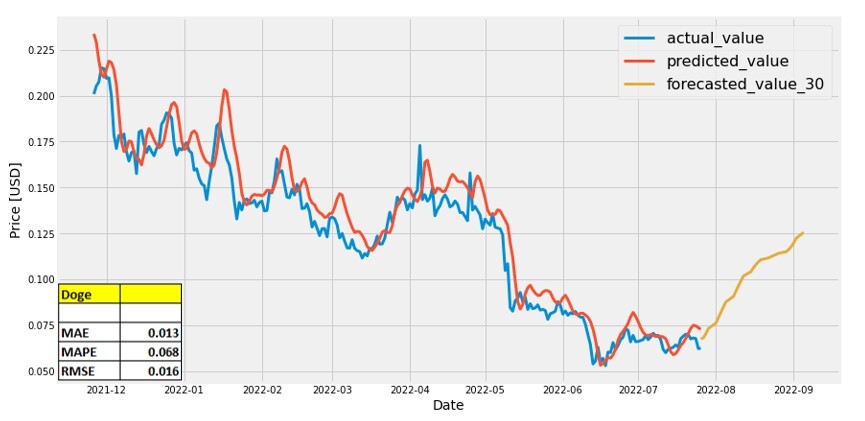 actual_value
predicted_value
forecasted_value_30
Price [USD]
0.225
0.200
0.175
0.150
0.125
0.100
0.075
0.050
Doge
MAE 0.013
MAPE 0.068
RMSE 0.016
2021-12 2022-01 2022-02 2022-03 2022-04 2022-05 2022-06 2022-07 2022-08 2022-09
Date